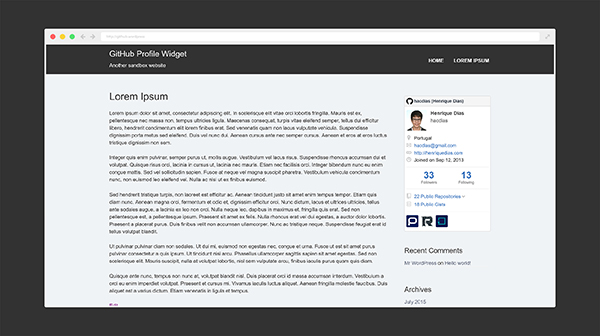 GitHub Profile Widget
Another sandbox website
HOME LOREM IPSUM
Lorem Ipsum
Lorem ipsum dolor sit amet, consectetur adipiscing elit. In scelerisque elit vitae orci lobortis fringilla. Mauris est ex,
pellentesque nec massa non, tempus ultricies ligula. Maecenas consequat, turpis vitae eleifend semper, tellus dui efficitur
libero, hendrerit condimentum elit lorem finibus erat. Sed venenatis quam non lacus vulputate vehicula. Suspendisse
dignissim porta metus sed eleifend. Duis vel nunc dui. Aenean cursus ante nec semper cursus. Aenean et eros at eros luctus
tristique dignissim non sem.
Integer quis enim pulvinar, semper purus ut, mollis augue. Vestibulum vel lacus risus. Suspendisse rhoncus accumsan dui et
volutpat. Quisque risus orci, lacinia in cursus ut, lacinia nec mauris. Etiam nec facilisis orci. Integer bibendum nunc eu enim
congue mattis. Sed vel sollicitudin sapien. Fusce at neque vel magna suscipit pharetra. Vestibulum vehicula condimentum
nunc, non euismod leo eleifend vel. Nulla ac nisi ut ex finibus euismod.
Sed hendrerit tristique turpis, non laoreet est efficitur ac. Aenean tincidunt justo sit amet enim tempus tempor. Etiam quis
diam nunc. Aenean magna orci, fermentum et odio et, dignissim efficitur orci. Nunc dictum, lacus ut ultrices ultrices, tellus
ante sodales augue, a lacinia ex leo non orci. Nulla neque ex, dapibus in maximus et, fringilla quis erat. Sed
scelerisque est a, pellentesque ipsum. Praesent sit amet ex felis. Nulla rhoncus erat vel dui egestas, a auctor dolor lobortis.
Praesent a placerat purus. Duis finibus velit non accumsan ullamcorper. Nunc ac tristique neque. Suspendisse feugiat erat id
tellus volutpat blandit.
Ut pulvinar pulvinar diam non sodales. Ut dui mi, euismod non egestas nec, congue et urna. Fusce ut est sit amet purus
pulvinar consectetur a quis ipsum. Ut tincidunt nisl arcu. Phasellus ullamcorper sagittis sapien sit amet egestas. Sed non
scelerisque elit. Mauris suscipit, nulla at volutpat lobortis, nisl sem vulputate arcu, finibus iaculis purus quam quis diam.
Quisque ante nunc, tempus non nunc at, volutpat blandit nisl. Duis placerat orci id massa accumsan interdum. Vestibulum a
orci eu enim imperdiet volutpat. Praesent et cursus mi. Vivamus iaculis luctus aliquet. Aenean fringilla maximus faucibus. Duis
aliquet est a varius dictum. Etiam venenatis in ligula et tempus.
hacdias (Henrique Dias)
Henrique Dias
hacdias
Portugal
hacdias@gmail.com
http://henriquedias.com
Joined on Sep 12, 2013
33 13
Followers Following
22 Public Repositories
18 Public Gists
Recent Comments
Mr WordPress on Hello world!
Archives
July 2015